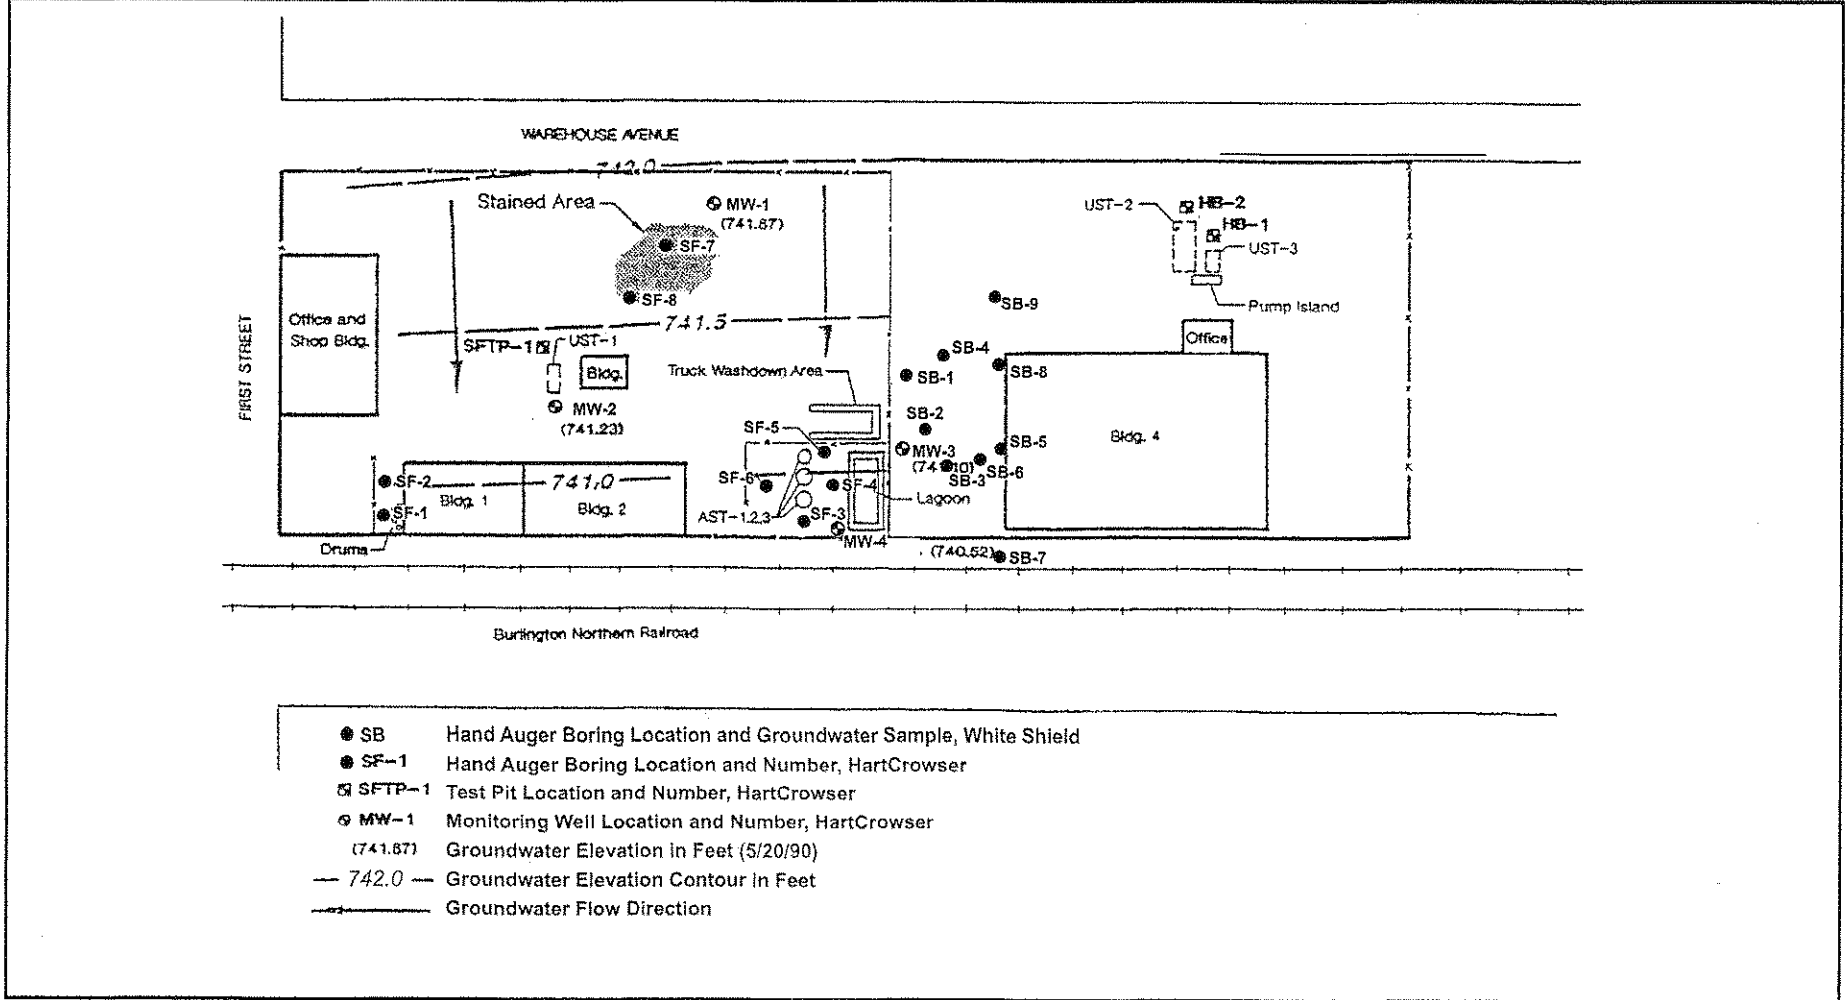 WAREHOUSE AVENUE
742.0
Stained Area
MW-1
(741.87)
SF-7
SF-8
741.5
UST-2
HB-2
HB-1
UST-3
Pump Island
Office
SB-9
Office and
Shop Bldg.
FIRST STREET
SFTP-1
UST-1
Bldg.
MW-2
(741.23)
Truck Washdown Area
SB-4
SB-1
SB-8
SB-2
SF-5
MW-3
SB-5
SB-6
SB-3
Bldg. 4
SF-2
SF-1
Bldg. 1
741.0
Bldg. 2
SF-6
SF-4
Lagoon
AST-1,2,3
SF-3
MW-4
Drums
(740.52)
SB-7
Burlington Northern Railroad
SB Hand Auger Boring Location and Groundwater Sample, White Shield
SF-1 Hand Auger Boring Location and Number, HartCrowser
SFTP-1 Test Pit Location and Number, HartCrowser
MW-1 Monitoring Well Location and Number, HartCrowser
(741.87) Groundwater Elevation in Feet (5/20/90)
742.0 Groundwater Elevation Contour in Feet
Groundwater Flow Direction